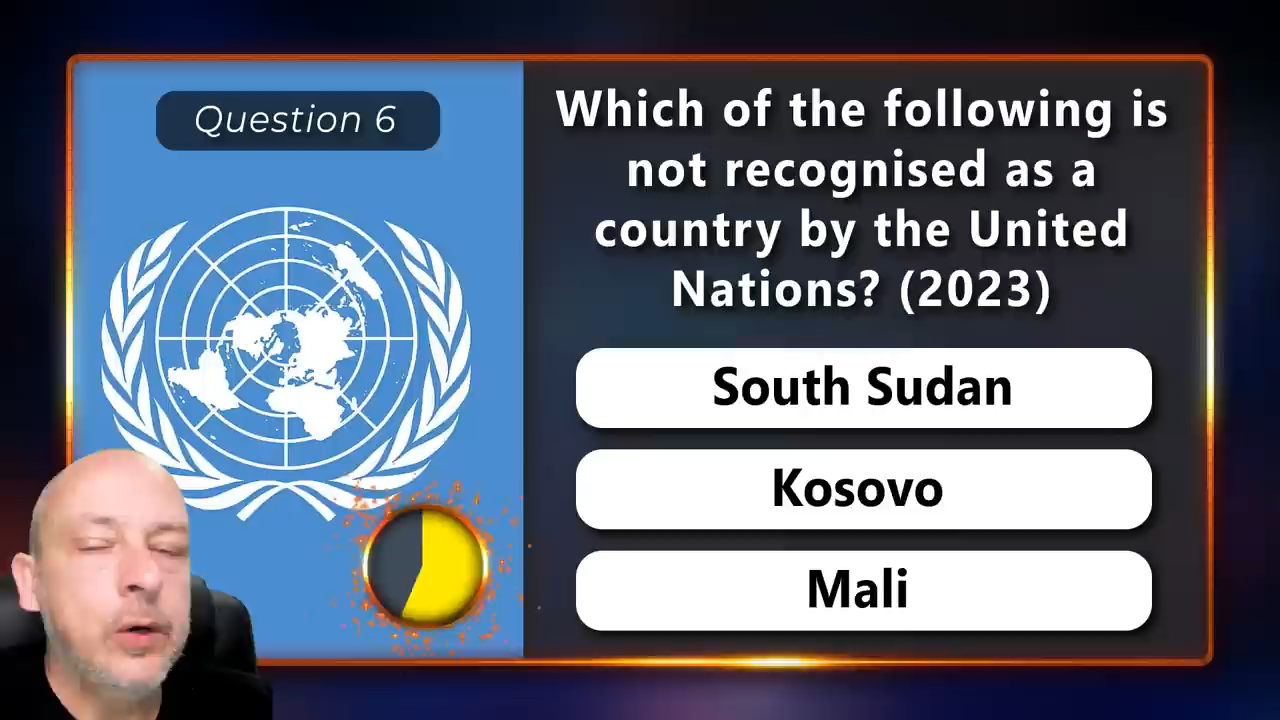 Question 6
Which of the following is
not recognised as a
country by the United
Nations? (2023)
South Sudan
Kosovo
Mali